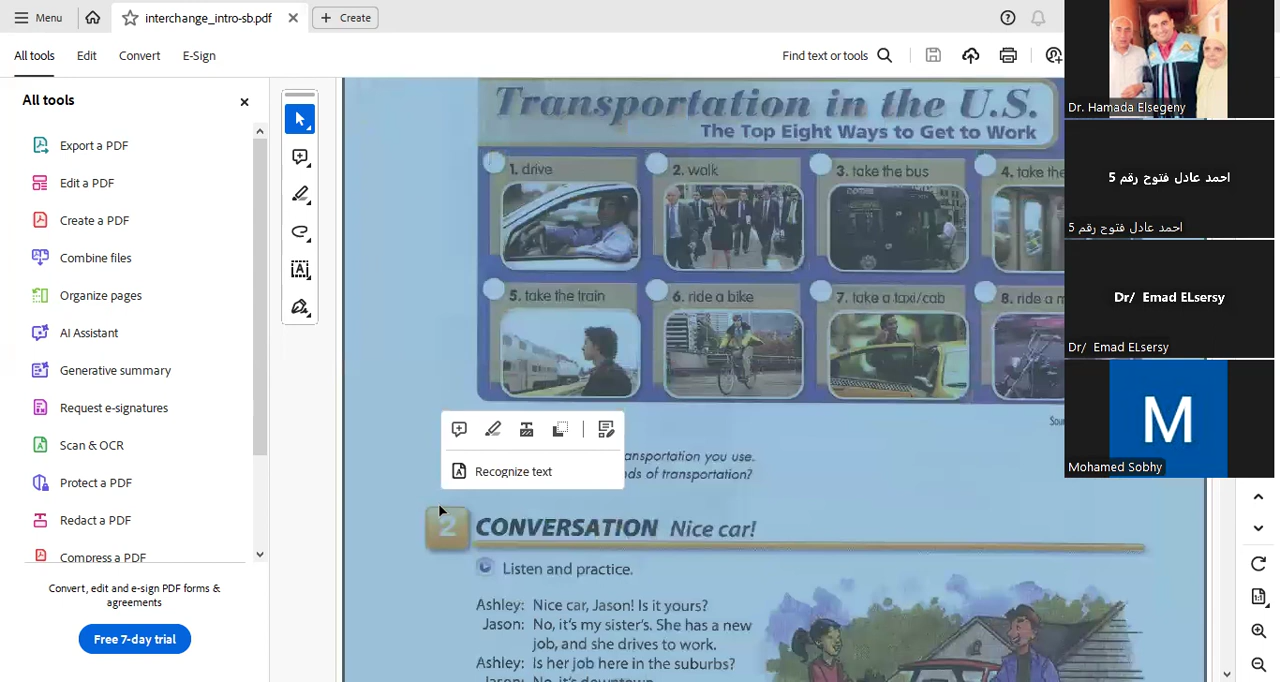 Menu
interchange_intro-sb.pdf
Create
All tools
Edit
Convert
E-Sign
Find text or tools
All tools
Export a PDF
Edit a PDF
Create a PDF
Combine files
Organize pages
AI Assistant
Generative summary
Request e-signatures
Scan & OCR
Protect a PDF
Redact a PDF
Compress a PDF
Convert, edit and e-sign PDF forms &
agreements
Free 7-day trial
Transportation in the U.S.
The Top Eight Ways to Get to Work
1. drive
2. walk
3. take the bus
4. take the
5. take the train
6. ride a bike
7. take a taxi/cab
8. ride a
Recognize text
you use.
of transportation?
2 CONVERSATION Nice car!
Listen and practice.
Ashley: Nice car, Jason! Is it yours?
Jason: No, it's my sister's. She has a new
job, and she drives to work.
Ashley: Is her job here in the suburbs?
Jason: No, it's downtown.
Dr. Hamada Elsegeny
احمد عادل فتوح رقم 5
احمد عادل فتوح رقم 5
Dr/ Emad ELsersy
Dr/ Emad ELsersy
M
Mohamed Sobhy